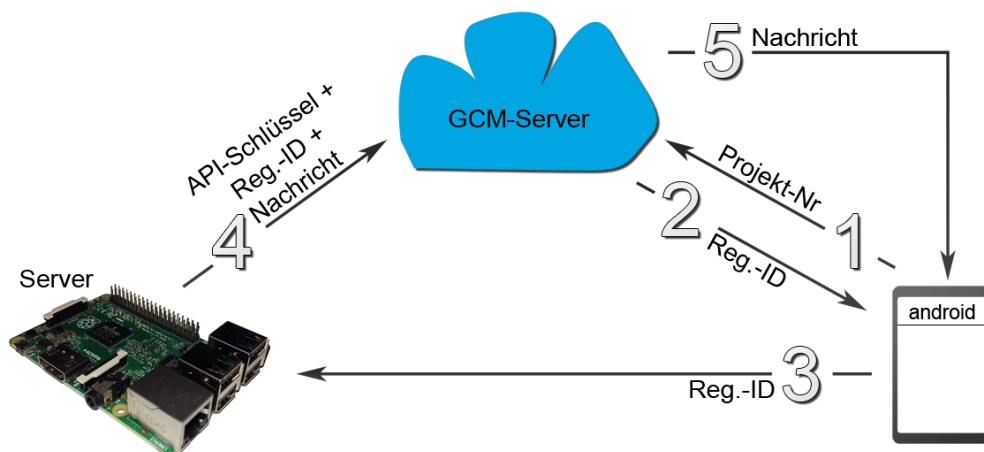 5 Nachricht
GCM-Server
API-Schlüssel +
Reg.-ID +
Nachricht
4
Projekt-Nr
1
2
Reg.-ID
Server
android
3
Reg.-ID